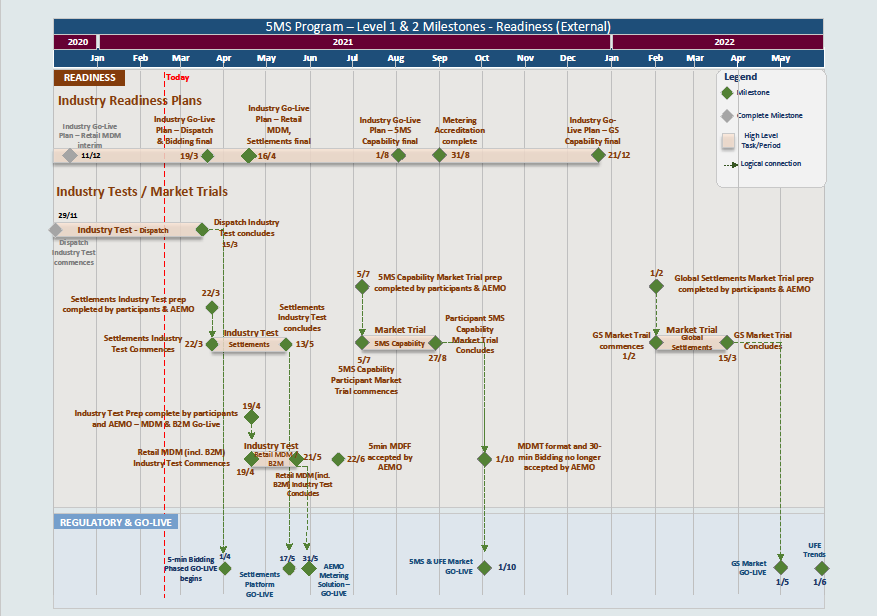 5MS Program – Level 1 & 2 Milestones - Readiness (External)
2020
2021
2022
Jan
Feb
Mar
Apr
May
Jun
Jul
Aug
Sep
Oct
Nov
Dec
Jan
Feb
Mar
May
READINESS
Today
Legend
Milestone
Complete Milestone
High Level
Task/Period
Logical connection
Industry Readiness Plans
Industry Go-Live
Plan – Retail MDM
interim
11/12
Industry Go-Live
Plan – Dispatch
& Bidding final
19/3
Industry Go-Live
Plan – Retail
MDM,
Settlements final
16/4
Industry Go-Live
Plan – 5MS
Capability final
1/8
Metering
Accreditation
complete
31/8
Industry Go-
Live Plan – GS
Capability final
21/12
Industry Tests / Market Trials
29/11
Industry Test - Dispatch
Dispatch
Industry Test
commences
Dispatch Industry
Test concludes
15/3
22/3
Settlements Industry Test prep
completed by participants & AEMO
Settlements Industry
Test Commences
22/3
Industry Test
Settlements
Settlements
Industry Test
concludes
13/5
5/7
5MS Capability Market Trial prep
completed by participants & AEMO
Market Trial
5MS Capability
5/7
5MS Capability
Participant Market
Trial commences
27/8
Participant 5MS
Capability
Market Trial
Concludes
1/2
Global Settlements Market Trial prep
completed by participants & AEMO
GS Market Trail
commences
1/2
Market Trial
Global
Settlements
GS Market Trial
Concludes
15/3
19/4
Industry Test Prep complete by participants
and AEMO – MDM & B2M Go-Live
Retail MDM (incl. B2M)
Industry Test Commences
19/4
Industry Test
Retail MDM
B2M
21/5
Retail MDM (incl.
B2M) Industry Test
Concludes
22/6
5min MDFF
accepted by
AEMO
1/10
MDMT format and 30-
min Bidding no longer
accepted by AEMO
REGULATORY & GO-LIVE
5-min Bidding
Phased GO-LIVE
begins
1/4
17/5
Settlements
Platform
GO-LIVE
31/5
AEMO
Metering
Solution –
GO-LIVE
5MS & UFE Market
GO-LIVE
1/10
GS Market
GO-LIVE
1/5
UFE
Trends
1/6